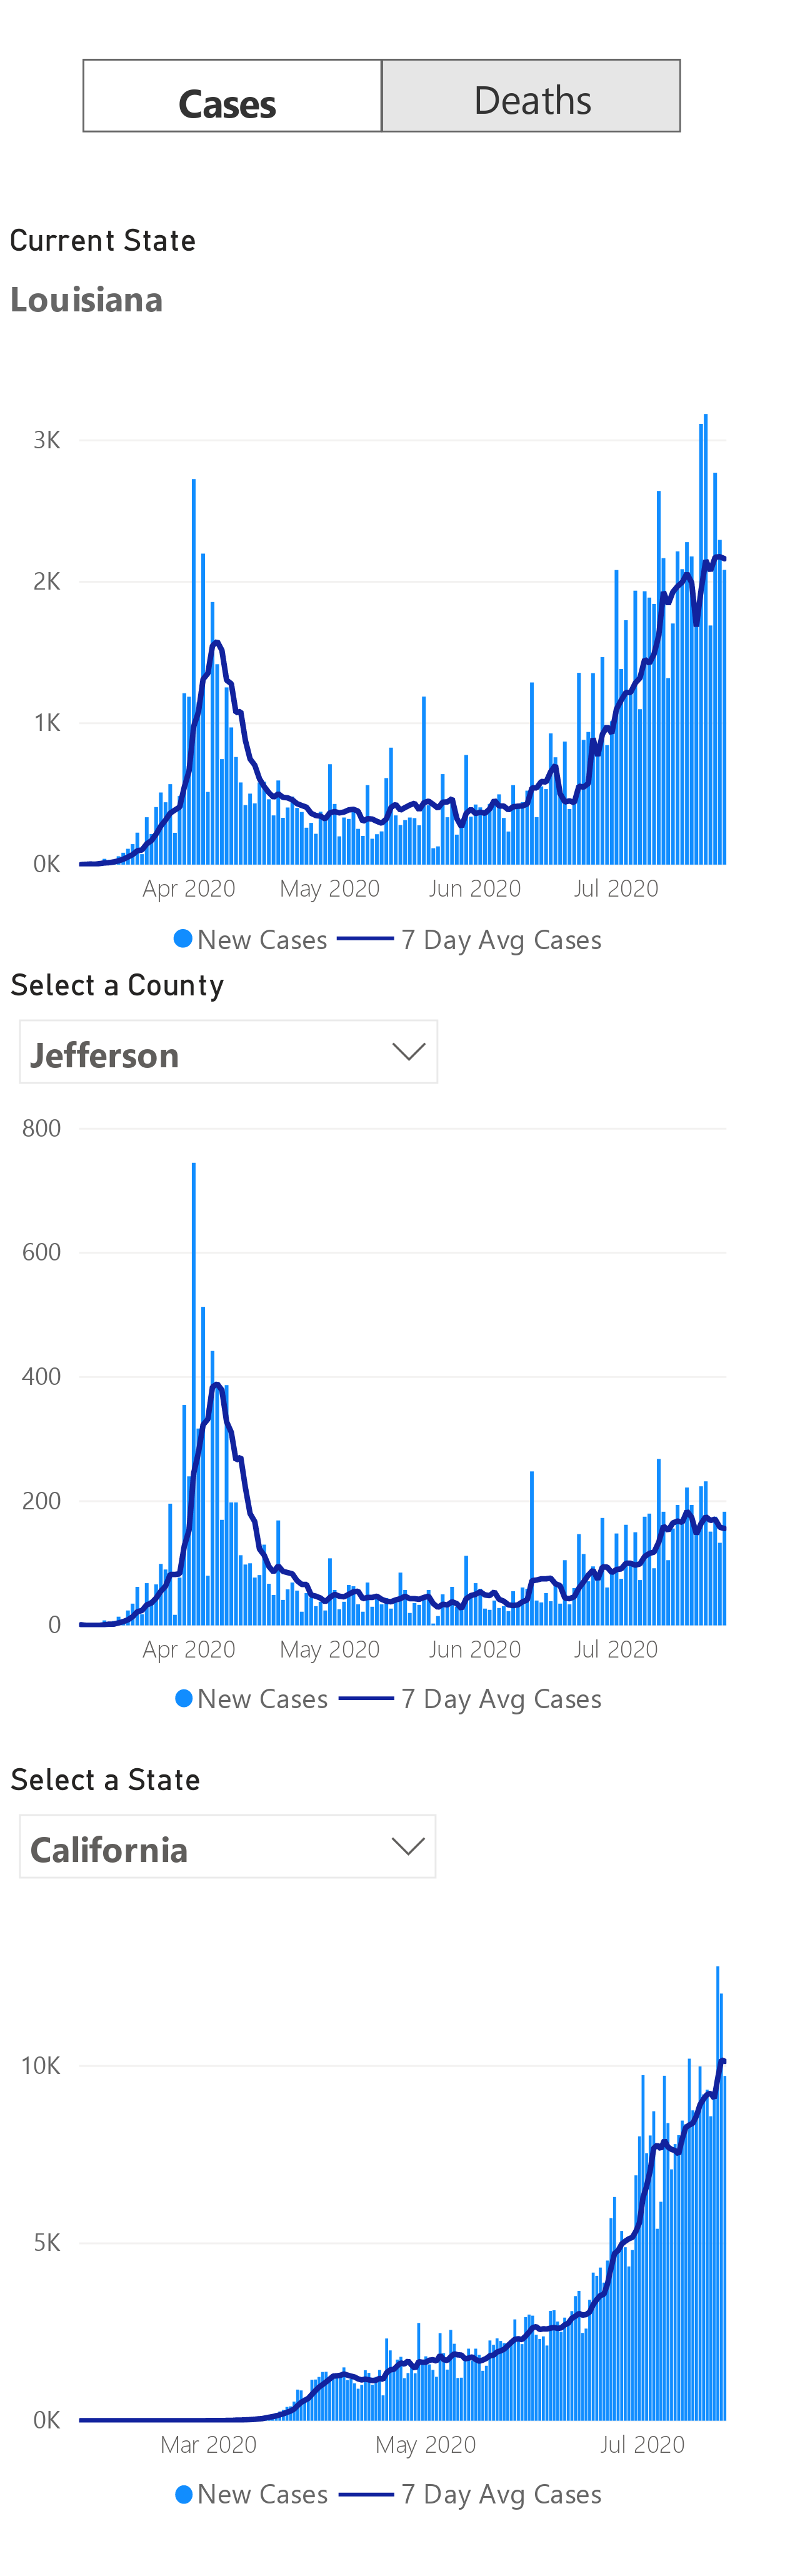 Cases Deaths
Current State
Louisiana
3K
2K
1K
0K
Apr 2020 May 2020 Jun 2020 Jul 2020
New Cases 7 Day Avg Cases
Select a County
Jefferson
800
600
400
200
0
Apr 2020 May 2020 Jun 2020 Jul 2020
New Cases 7 Day Avg Cases
Select a State
California
10K
5K
0K
Mar 2020 May 2020 Jul 2020
New Cases 7 Day Avg Cases